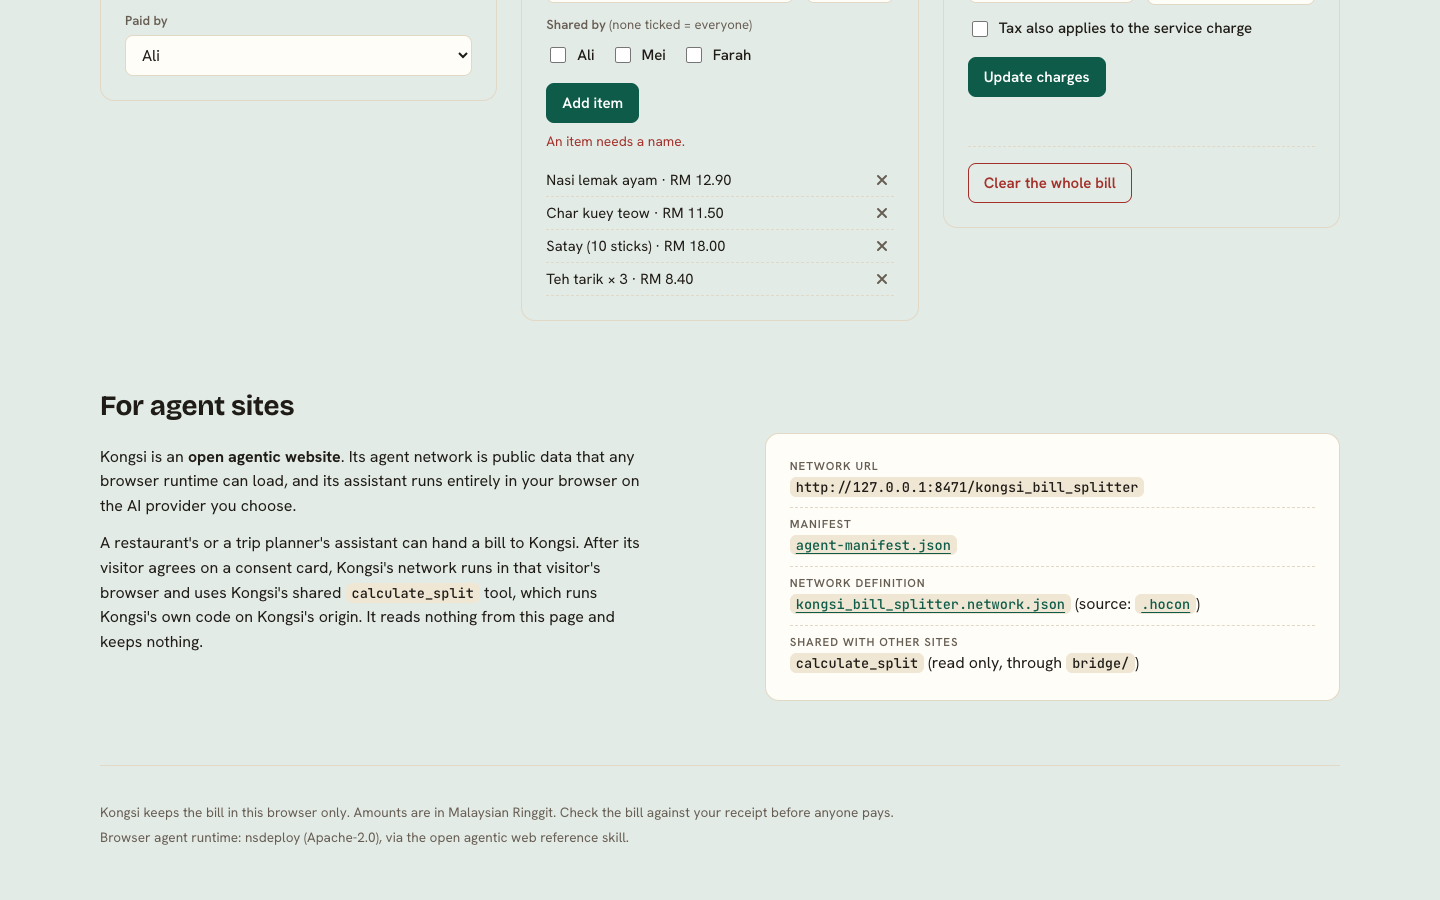 Paid by
Ali
Shared by (none ticked = everyone)
Ali
Mei
Farah
Add item
An item needs a name.
Nasi lemak ayam · RM 12.90
Char kuey teow · RM 11.50
Satay (10 sticks) · RM 18.00
Teh tarik × 3 · RM 8.40
Tax also applies to the service charge
Update charges
Clear the whole bill
For agent sites
Kongsi is an open agentic website. Its agent network is public data that any
browser runtime can load, and its assistant runs entirely in your browser on
the AI provider you choose.
A restaurant's or a trip planner's assistant can hand a bill to Kongsi. After its
visitor agrees on a consent card, Kongsi's network runs in that visitor's
browser and uses Kongsi's shared calculate_split tool, which runs
Kongsi's own code on Kongsi's origin. It reads nothing from this page and
keeps nothing.
NETWORK URL
http://127.0.0.1:8471/kongsi_bill_splitter
MANIFEST
agent-manifest.json
NETWORK DEFINITION
kongsi_bill_splitter.network.json (source: .hocon)
SHARED WITH OTHER SITES
calculate_split (read only, through bridge/)
Kongsi keeps the bill in this browser only. Amounts are in Malaysian Ringgit. Check the bill against your receipt before anyone pays.
Browser agent runtime: nsdeploy (Apache-2.0), via the open agentic web reference skill.